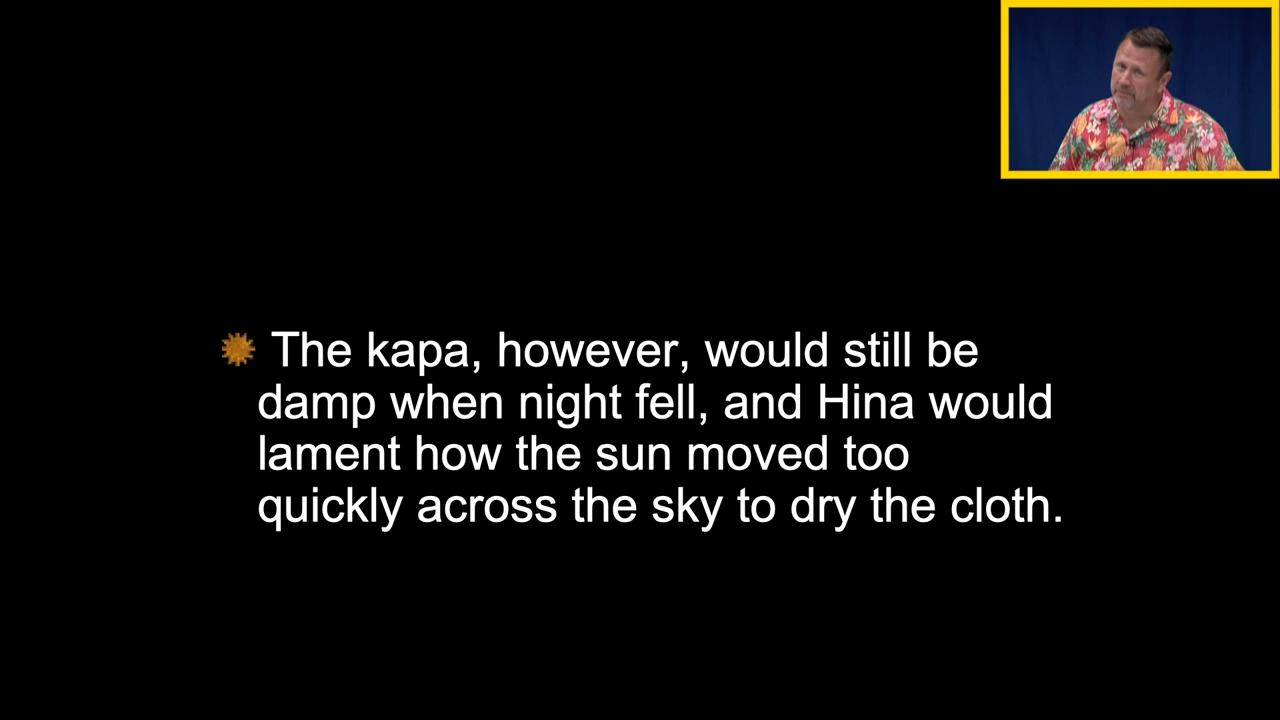 The kapa, however, would still be
damp when night fell, and Hina would
lament how the sun moved too
quickly across the sky to dry the cloth.